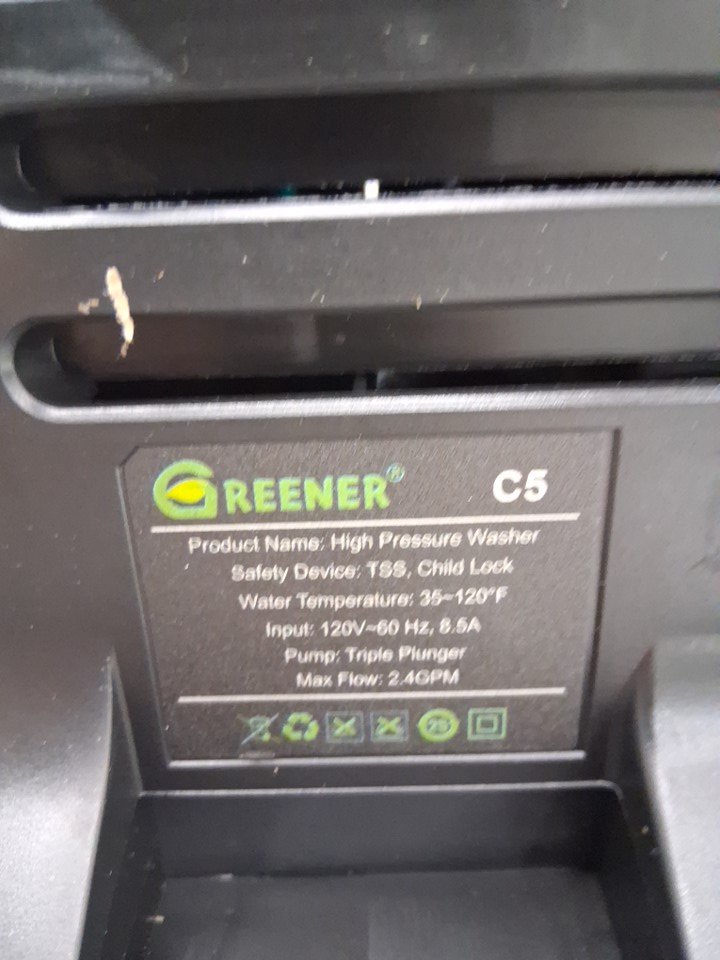 GREENER® C5
Product Name: High Pressure Washer
Safety Device: TSS, Child Lock
Water Temperature: 35~120°F
Input: 120V~60 Hz, 8.5A
Pump: Triple Plunger
Max Flow: 2.4GPM